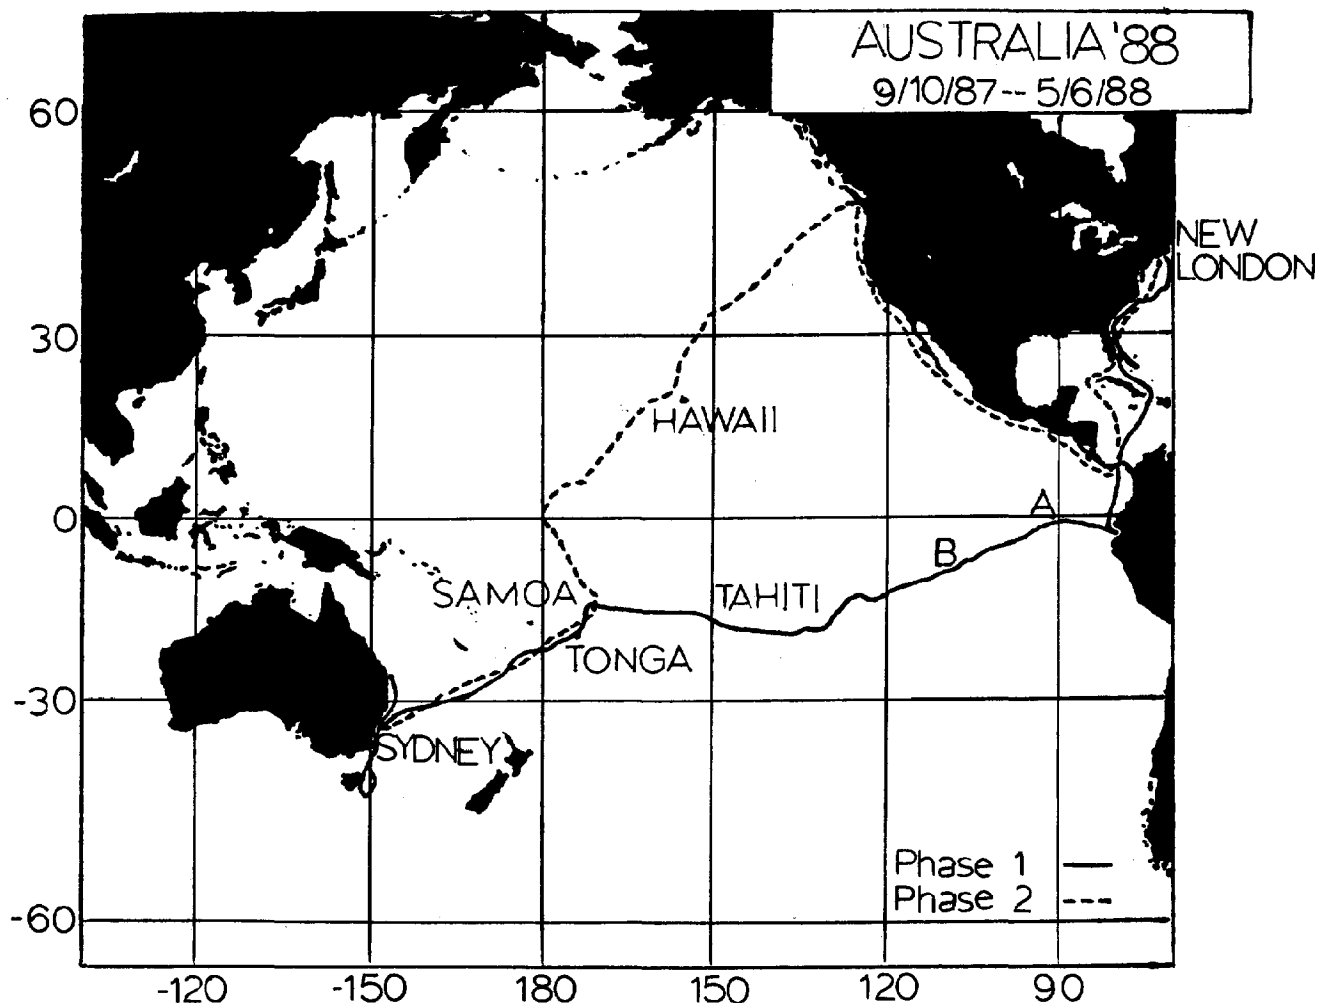 AUSTRALIA '88
9/10/87--5/6/88
60
NEW
LONDON
30
HAWAII
A
0
B
SAMOA
TAHITI
TONGA
-30
SYDNEY
Phase 1
Phase 2
-60
-120 -150 180 150 120 90